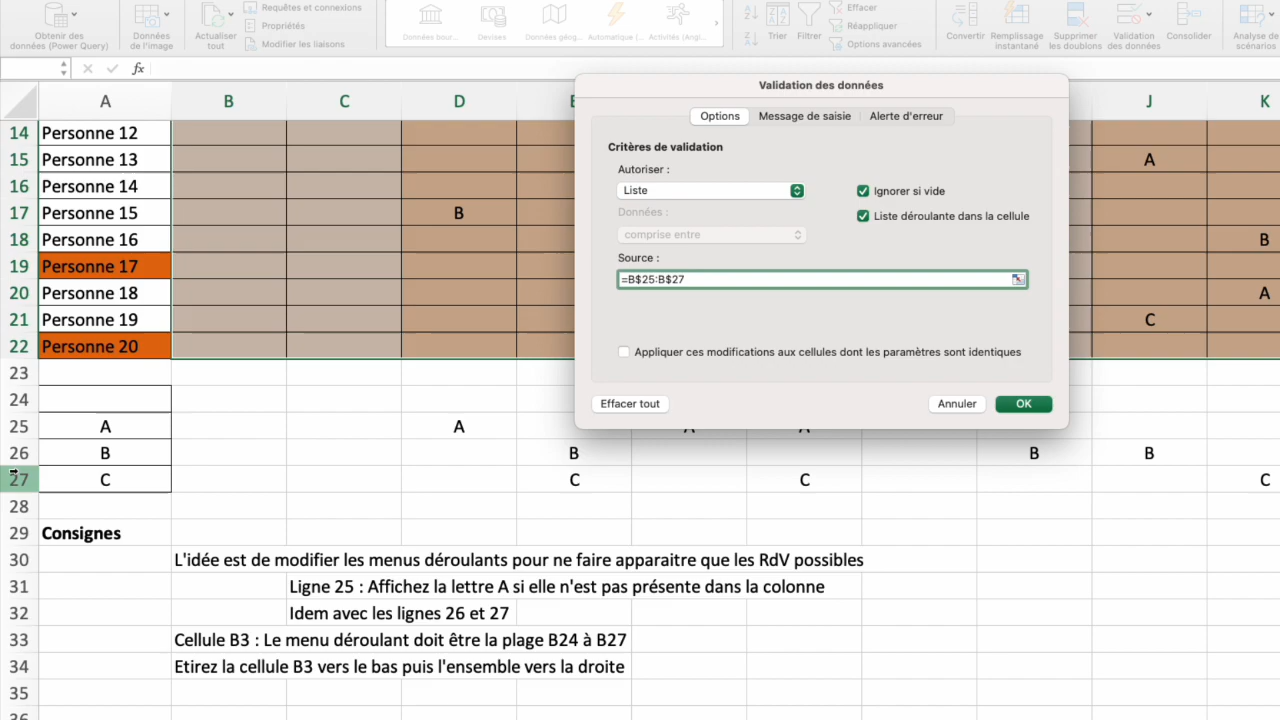 Obtenir des
données (Power Query)
Données
de l'image
Actualiser
tout
Requêtes et connexions
Propriétés
Modifier les liaisons
Données bour...
Devises
Données géog...
Automatique (...
Activités (Angl...
Trier
Filtrer
Effacer
Réappliquer
Options avancées
Convertir
Remplissage
instantané
Supprimer
les doublons
Validation
des données
Consolider
Analyse de
scénarios
fx
Validation des données
Options
Message de saisie
Alerte d'erreur
Critères de validation
Autoriser :
Liste
Ignorer si vide
Données :
Liste déroulante dans la cellule
comprise entre
Source :
=B$25:B$27
Appliquer ces modifications aux cellules dont les paramètres sont identiques
Effacer tout
Annuler
OK
A B C D E J K
14 Personne 12
15 Personne 13 A
16 Personne 14
17 Personne 15 B
18 Personne 16 B
19 Personne 17
20 Personne 18 A
21 Personne 19 C
22 Personne 20
23
24
25 A A A A
26 B B B B
27 C C C C
28
29 Consignes
30 L'idée est de modifier les menus déroulants pour ne faire apparaitre que les RdV possibles
31 Ligne 25 : Affichez la lettre A si elle n'est pas présente dans la colonne
32 Idem avec les lignes 26 et 27
33 Cellule B3 : Le menu déroulant doit être la plage B24 à B27
34 Etirez la cellule B3 vers le bas puis l'ensemble vers la droite
35
36